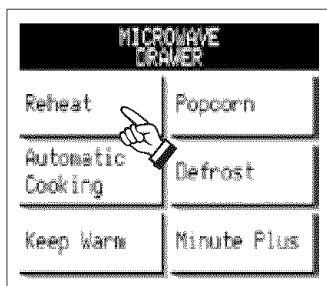 MICROWAVE
DRAWER
Reheat
Popcorn
Automatic
Cooking
Defrost
Keep Warm
Minute Plus